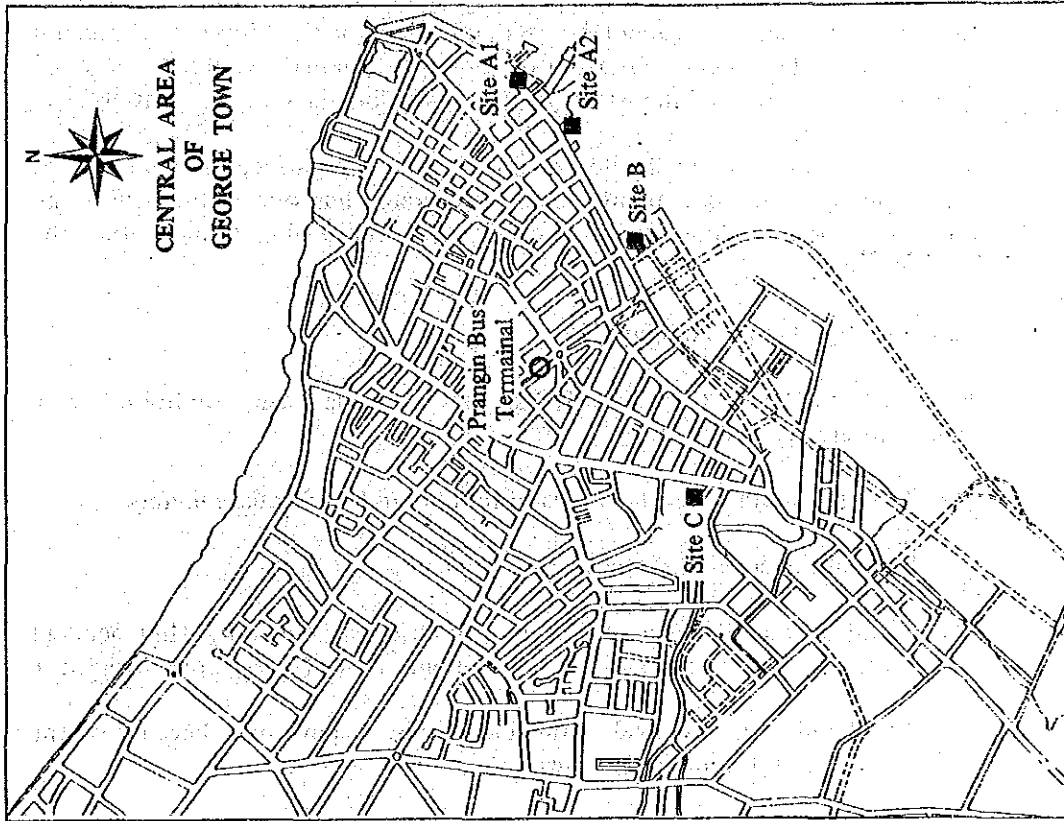 N
CENTRAL AREA
OF
GEORGE TOWN
Site A1
Site A2
Site B
Prangin Bus
Termainal
Site C